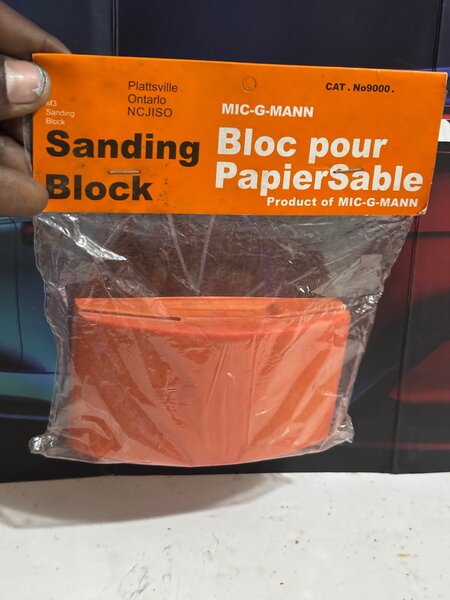 Plattsville
Ontario
NCJISO
CAT . No9000 .
M3
Sanding
Block
MIC-G-MANN
Sanding
Block
Bloc pour
PapierSable
Product of MIC-G-MANN